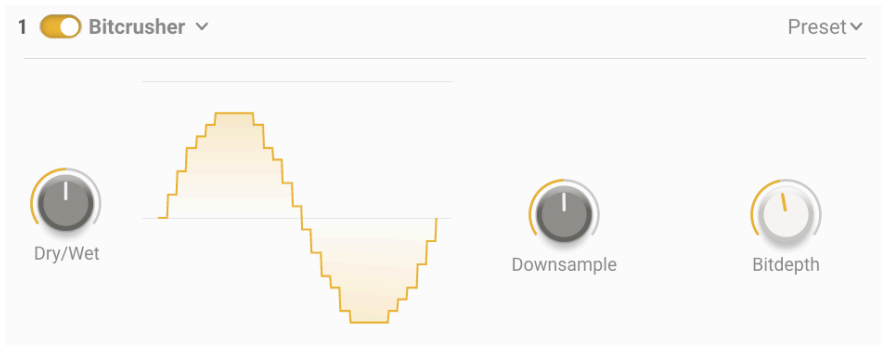 1 Bitcrusher
Preset
Dry/Wet
Downsample
Bitdepth